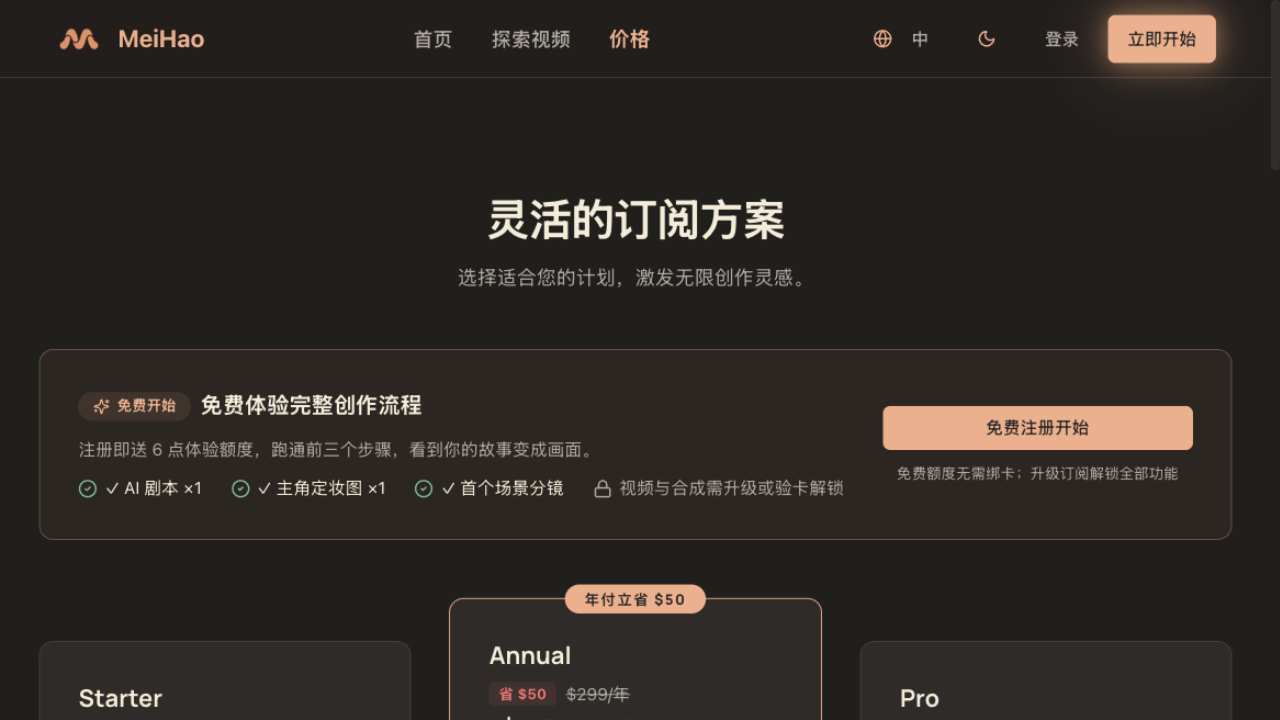 MeiHao
首页 探索视频 价格
中 登录 立即开始
灵活的订阅方案
选择适合您的计划，激发无限创作灵感。
免费开始 免费体验完整创作流程
注册即送 6 点体验额度，跑通前三个步骤，看到你的故事变成画面。
✓ AI 剧本 ×1 ✓ 主角定妆图 ×1 ✓ 首个场景分镜 视频与合成需升级或验卡解锁
免费注册开始
免费额度无需绑卡；升级订阅解锁全部功能
年付立省 $50
Starter
Annual
省 $50 $299/年
Pro